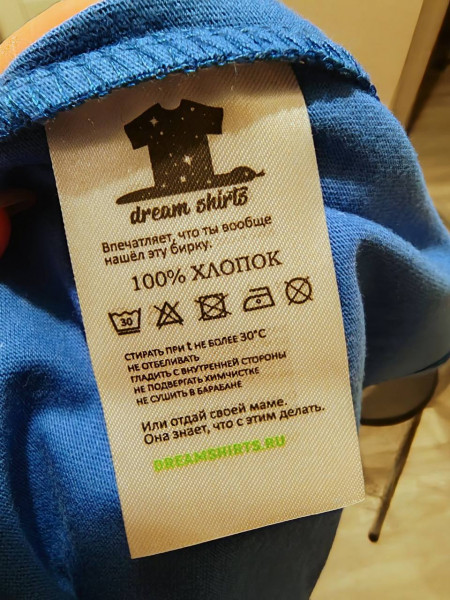 dream shirts
Впечатляет, что ты вообще
нашёл эту бирку.
100% ХЛОПОК
30
СТИРАТЬ ПРИ t НЕ БОЛЕЕ 30°C
НЕ ОТБЕЛИВАТЬ
ГЛАДИТЬ С ВНУТРЕННЕЙ СТОРОНЫ
НЕ ПОДВЕРГАТЬ ХИМЧИСТКЕ
НЕ СУШИТЬ В БАРАБАНЕ
Или отдай своей маме.
Она знает, что с этим делать.
DREAMSHIRTS.RU